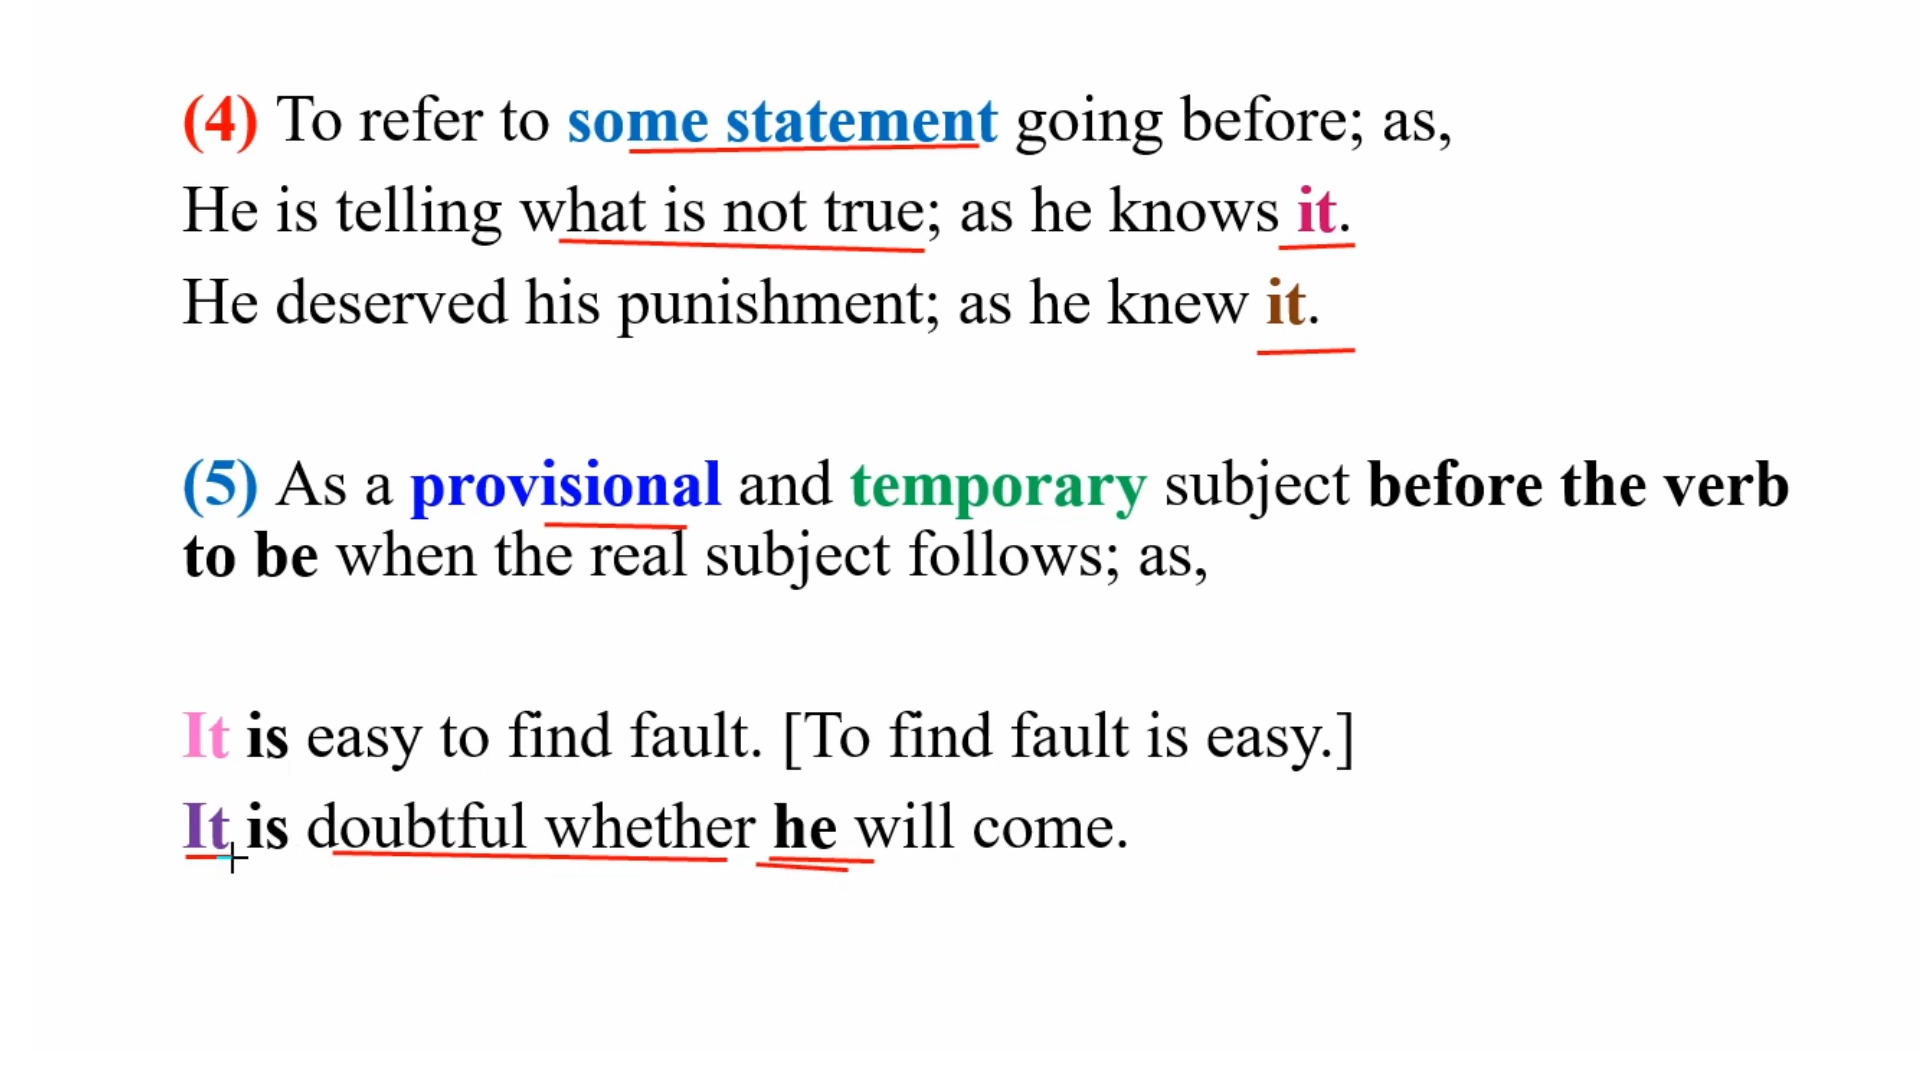 (4) To refer to some statement going before; as,
He is telling what is not true; as he knows it.
He deserved his punishment; as he knew it.
(5) As a provisional and temporary subject before the verb
to be when the real subject follows; as,
It is easy to find fault. [To find fault is easy.]
It is doubtful whether he will come.